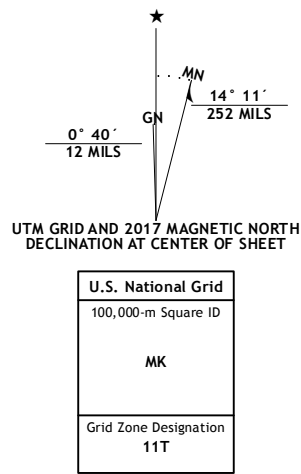 ★
MN
GN
14° 11´
252 MILS
0° 40´
12 MILS
UTM GRID AND 2017 MAGNETIC NORTH
DECLINATION AT CENTER OF SHEET
U.S. National Grid
100,000-m Square ID
MK
Grid Zone Designation
11T